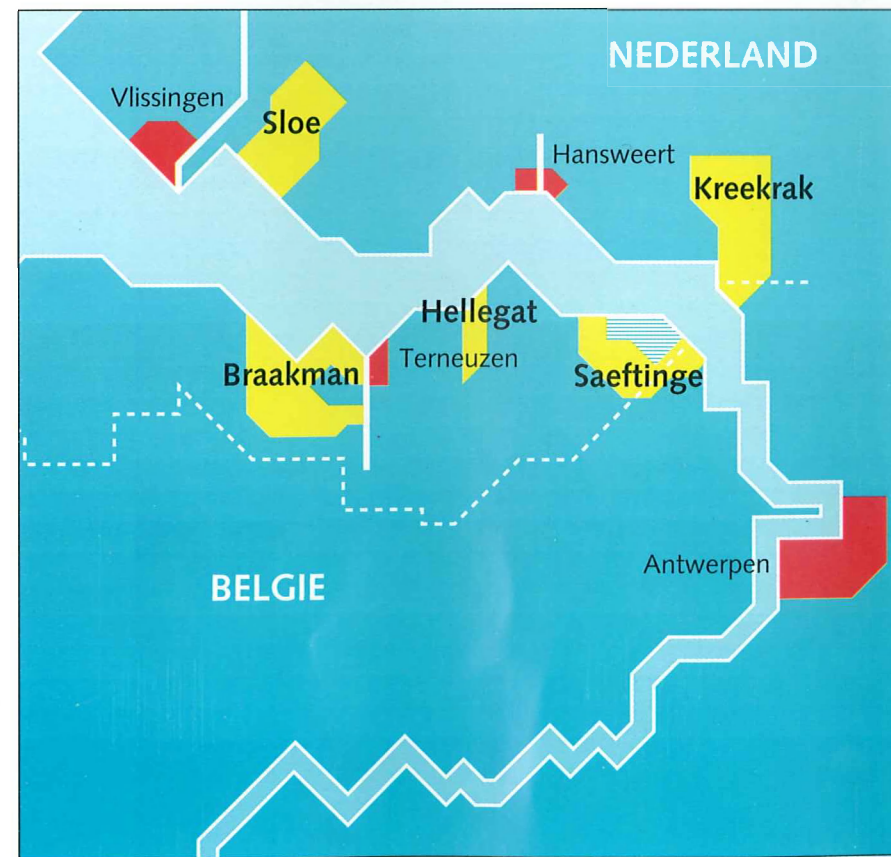 NEDERLAND
Vlissingen
Sloe
Hansweert
Kreekrak
Hellegat
Terneuzen
Braakman
Saeftinge
Antwerpen
BELGIE